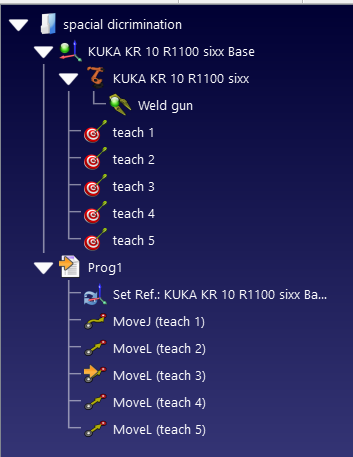 spacial dicrimination
KUKA KR 10 R1100 sixx Base
KUKA KR 10 R1100 sixx
Weld gun
teach 1
teach 2
teach 3
teach 4
teach 5
Prog1
Set Ref.: KUKA KR 10 R1100 sixx Ba...
MoveJ (teach 1)
MoveL (teach 2)
MoveL (teach 3)
MoveL (teach 4)
MoveL (teach 5)